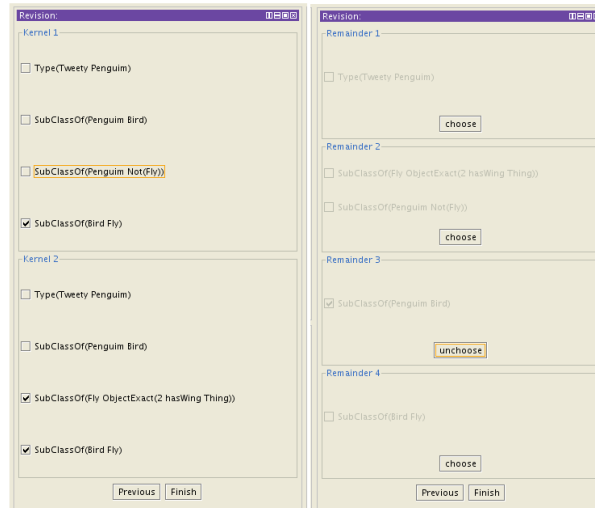 Revision:
Kernel 1
Type(Tweety Penguim)
SubClassOf(Penguim Bird)
SubClassOf(Penguim Not(Fly))
SubClassOf(Bird Fly)
Kernel 2
Type(Tweety Penguim)
SubClassOf(Penguim Bird)
SubClassOf(Fly ObjectExact(2 hasWing Thing))
SubClassOf(Bird Fly)
Previous Finish
Revision:
Remainder 1
Type(Tweety Penguim)
choose
Remainder 2
SubClassOf(Fly ObjectExact(2 hasWing Thing))
SubClassOf(Penguim Not(Fly))
choose
Remainder 3
SubClassOf(Penguim Bird)
unchoose
Remainder 4
SubClassOf(Bird Fly)
choose
Previous Finish